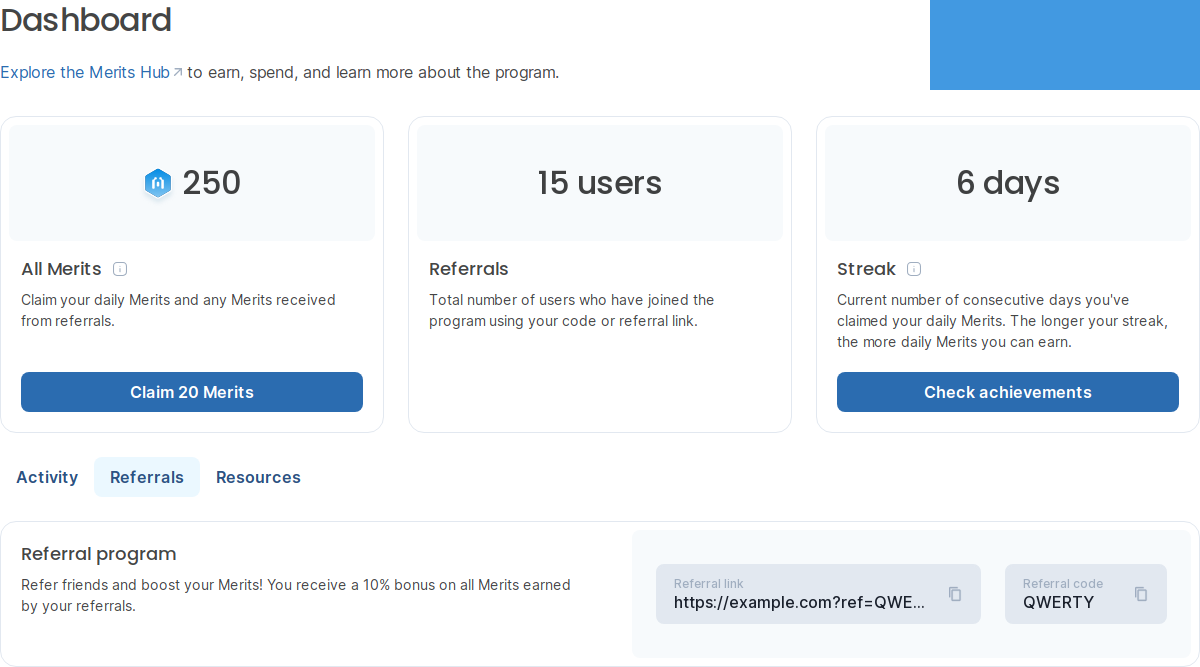 Dashboard
Explore the Merits Hub to earn, spend, and learn more about the program.
250
All Merits
Claim your daily Merits and any Merits received
from referrals.
Claim 20 Merits
15 users
Referrals
Total number of users who have joined the
program using your code or referral link.
6 days
Streak
Current number of consecutive days you've
claimed your daily Merits. The longer your streak,
the more daily Merits you can earn.
Check achievements
Activity
Referrals
Resources
Referral program
Refer friends and boost your Merits! You receive a 10% bonus on all Merits earned
by your referrals.
Referral link
https://example.com?ref=QWE...
Referral code
QWERTY